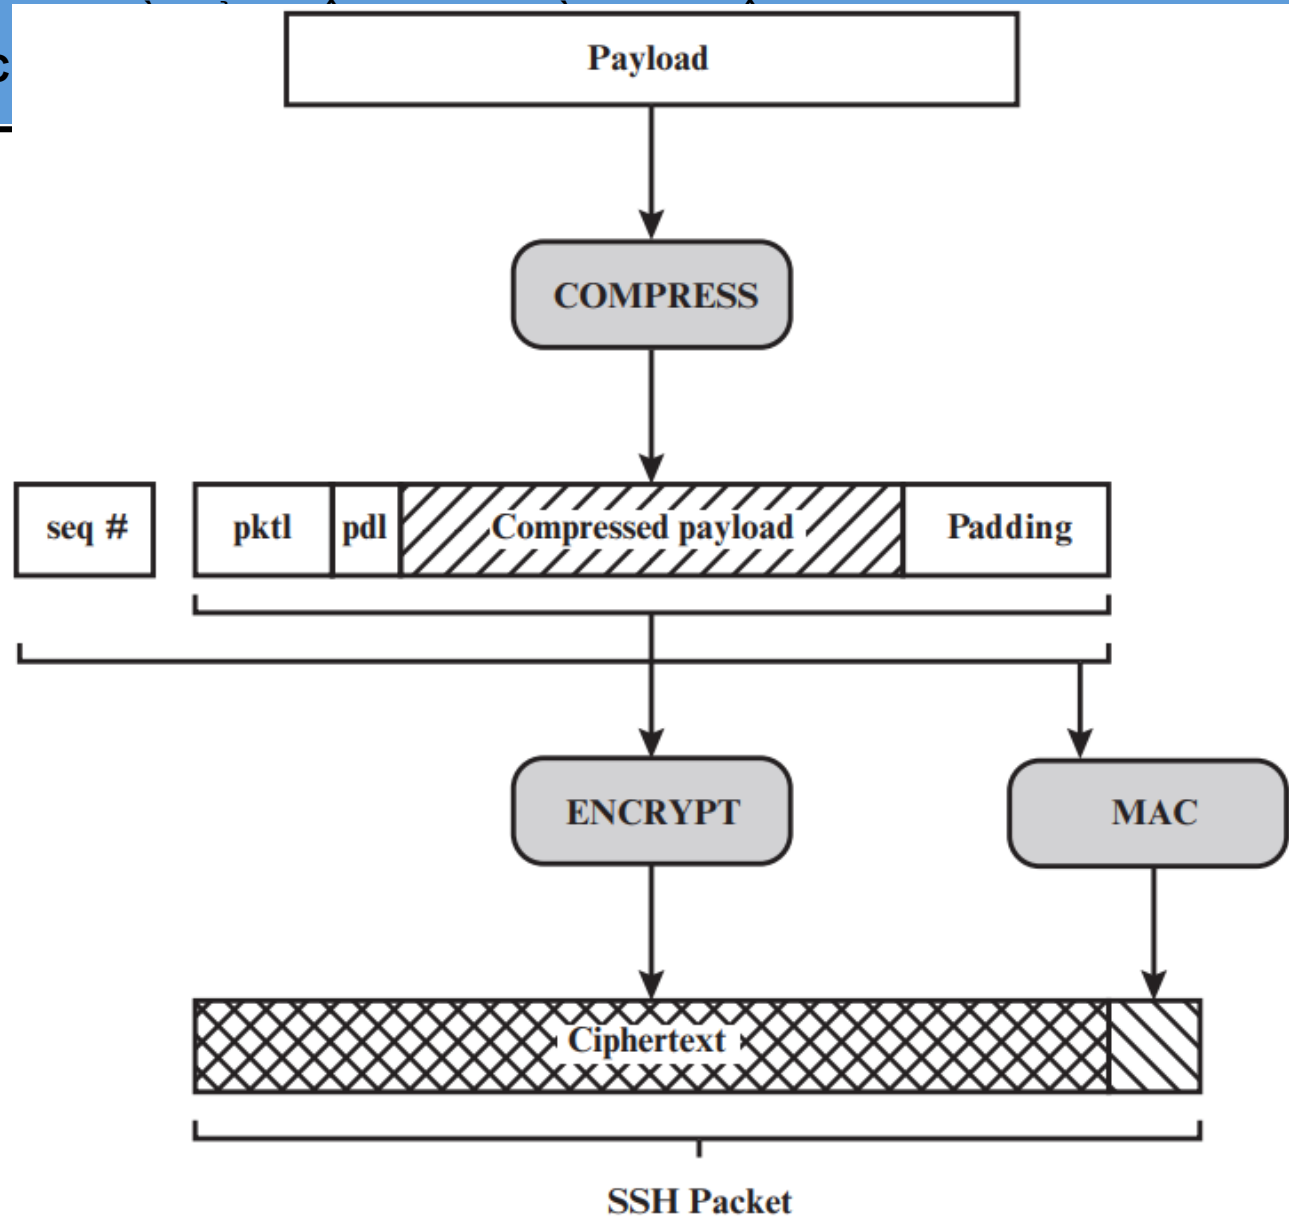 Payload
COMPRESS
seq # pktl pdl Compressed payload Padding
ENCRYPT MAC
Ciphertext
SSH Packet